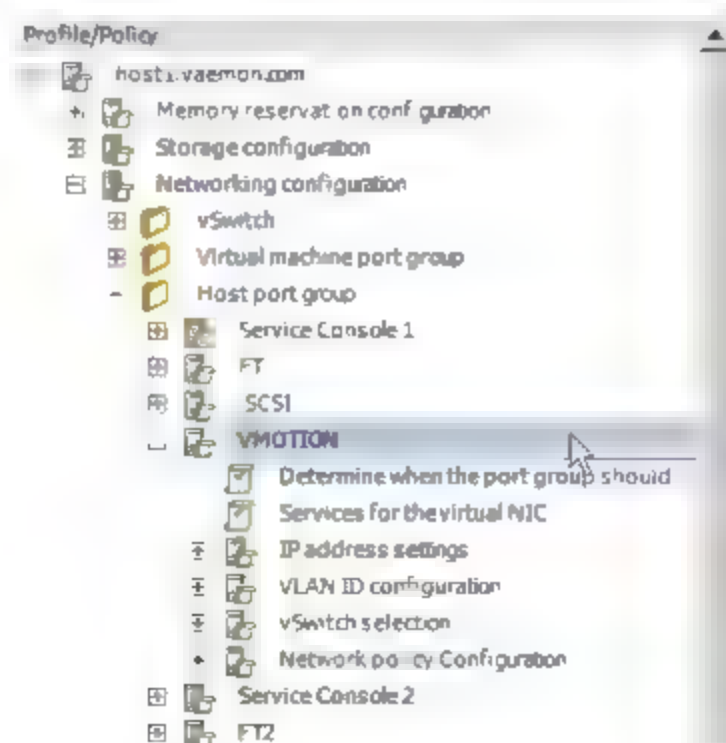 Profile/Policy
host1.vaemon.com
Memory reservation configuration
Storage configuration
Networking configuration
vSwitch
Virtual machine port group
Host port group
Service Console 1
FT
SCSI
VMOTION
Determine when the port group should
Services for the virtual NIC
IP address settings
VLAN ID configuration
vSwitch selection
Network policy Configuration
Service Console 2
FT2